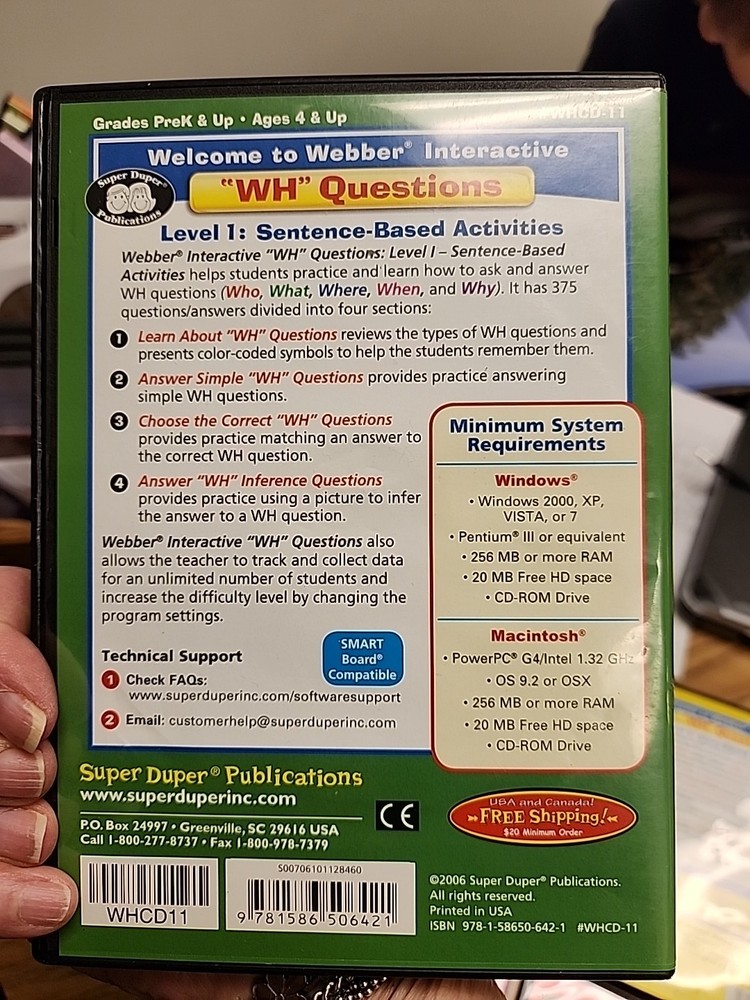 Grades PreK & Up • Ages 4 & Up
#WHCD-11
Welcome to Webber® Interactive
Super Duper®
Publications
"WH" Questions
Level 1: Sentence-Based Activities
Webber® Interactive "WH" Questions: Level I – Sentence-Based
Activities helps students practice and learn how to ask and answer
WH questions (Who, What, Where, When, and Why). It has 375
questions/answers divided into four sections:
1 Learn About "WH" Questions reviews the types of WH questions and
presents color-coded symbols to help the students remember them.
2 Answer Simple "WH" Questions provides practice answering
simple WH questions.
3 Choose the Correct "WH" Questions
provides practice matching an answer to
the correct WH question.
4 Answer "WH" Inference Questions
provides practice using a picture to infer
the answer to a WH question.
Webber® Interactive "WH" Questions also
allows the teacher to track and collect data
for an unlimited number of students and
increase the difficulty level by changing the
program settings.
Technical Support
1 Check FAQs:
www.superduperinc.com/softwaresupport
2 Email: customerhelp@superduperinc.com
SMART
Board®
Compatible
Minimum System
Requirements
Windows®
• Windows 2000, XP,
VISTA, or 7
• Pentium® III or equivalent
• 256 MB or more RAM
• 20 MB Free HD space
• CD-ROM Drive
Macintosh®
• PowerPC® G4/Intel 1.32 GHz
• OS 9.2 or OSX
• 256 MB or more RAM
• 20 MB Free HD space
• CD-ROM Drive
Super Duper® Publications
www.superduperinc.com
P.O. Box 24997 • Greenville, SC 29616 USA
Call 1-800-277-8737 • Fax 1-800-978-7379
CE
USA and Canada!
FREE Shipping!
$20 Minimum Order
WHCD11
S00706101128460
9 781586 506421
©2006 Super Duper® Publications.
All rights reserved.
Printed in USA
ISBN 978-1-58650-642-1 #WHCD-11